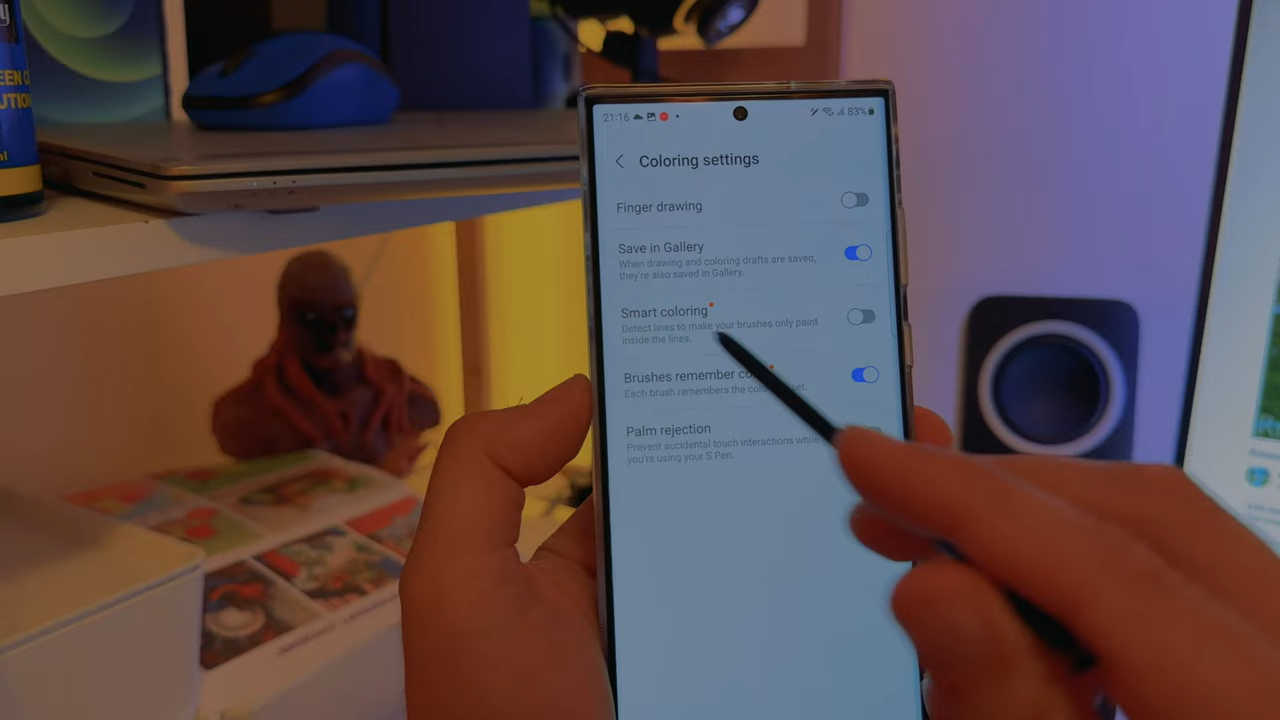 21:16
83%
Coloring settings
Finger drawing
Save in Gallery
When drawing and coloring drafts are saved,
they're also saved in Gallery.
Smart coloring
Detect lines to make your brushes only paint
inside the lines.
Brushes remember
Each brush remembers the
Palm rejection
Prevent accidental touch interactions while
you're using your S Pen.